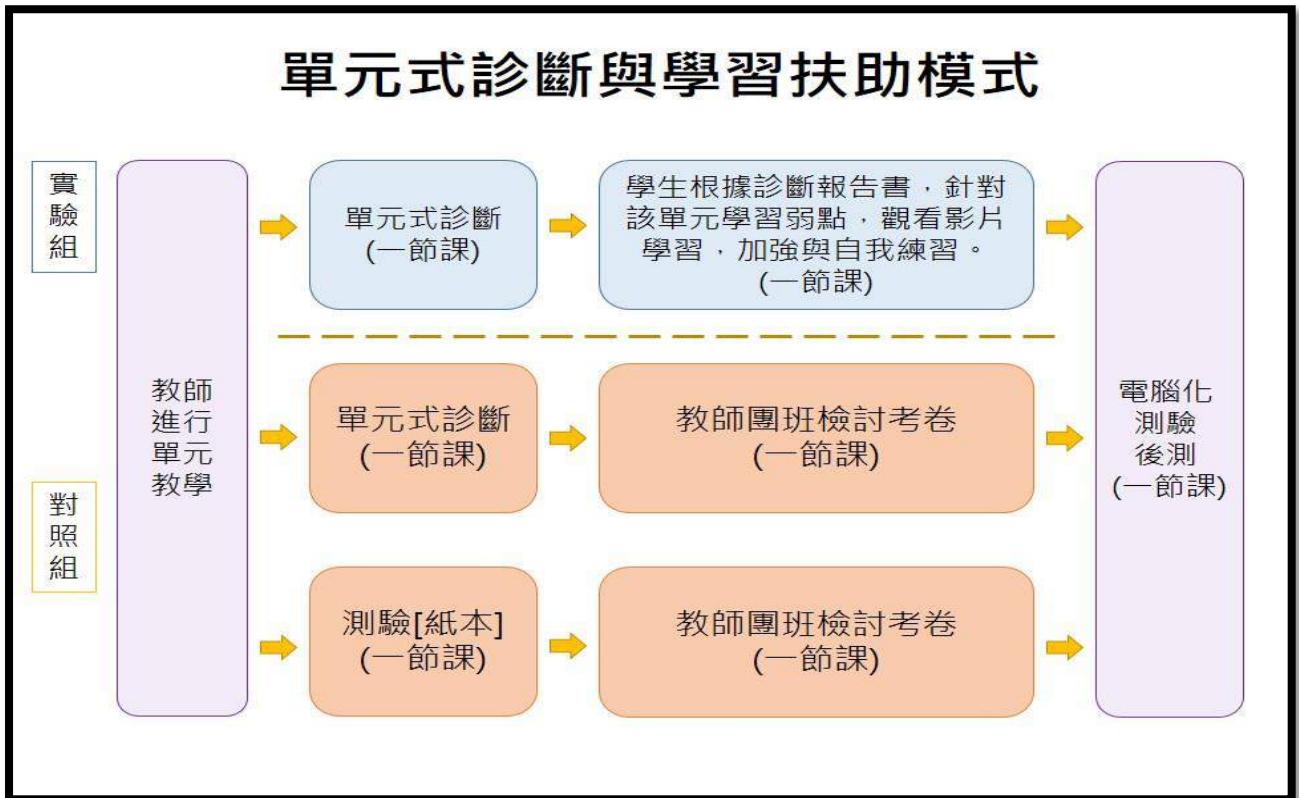 單元式診斷與學習扶助模式
實
驗
組
對
照
組
教師
進行
單元
教學
單元式診斷
(一節課)
學生根據診斷報告書，針對
該單元學習弱點，觀看影片
學習，加強與自我練習。
(一節課)
單元式診斷
(一節課)
教師團班檢討考卷
(一節課)
測驗[紙本]
(一節課)
教師團班檢討考卷
(一節課)
電腦化
測驗
後測
(一節課)